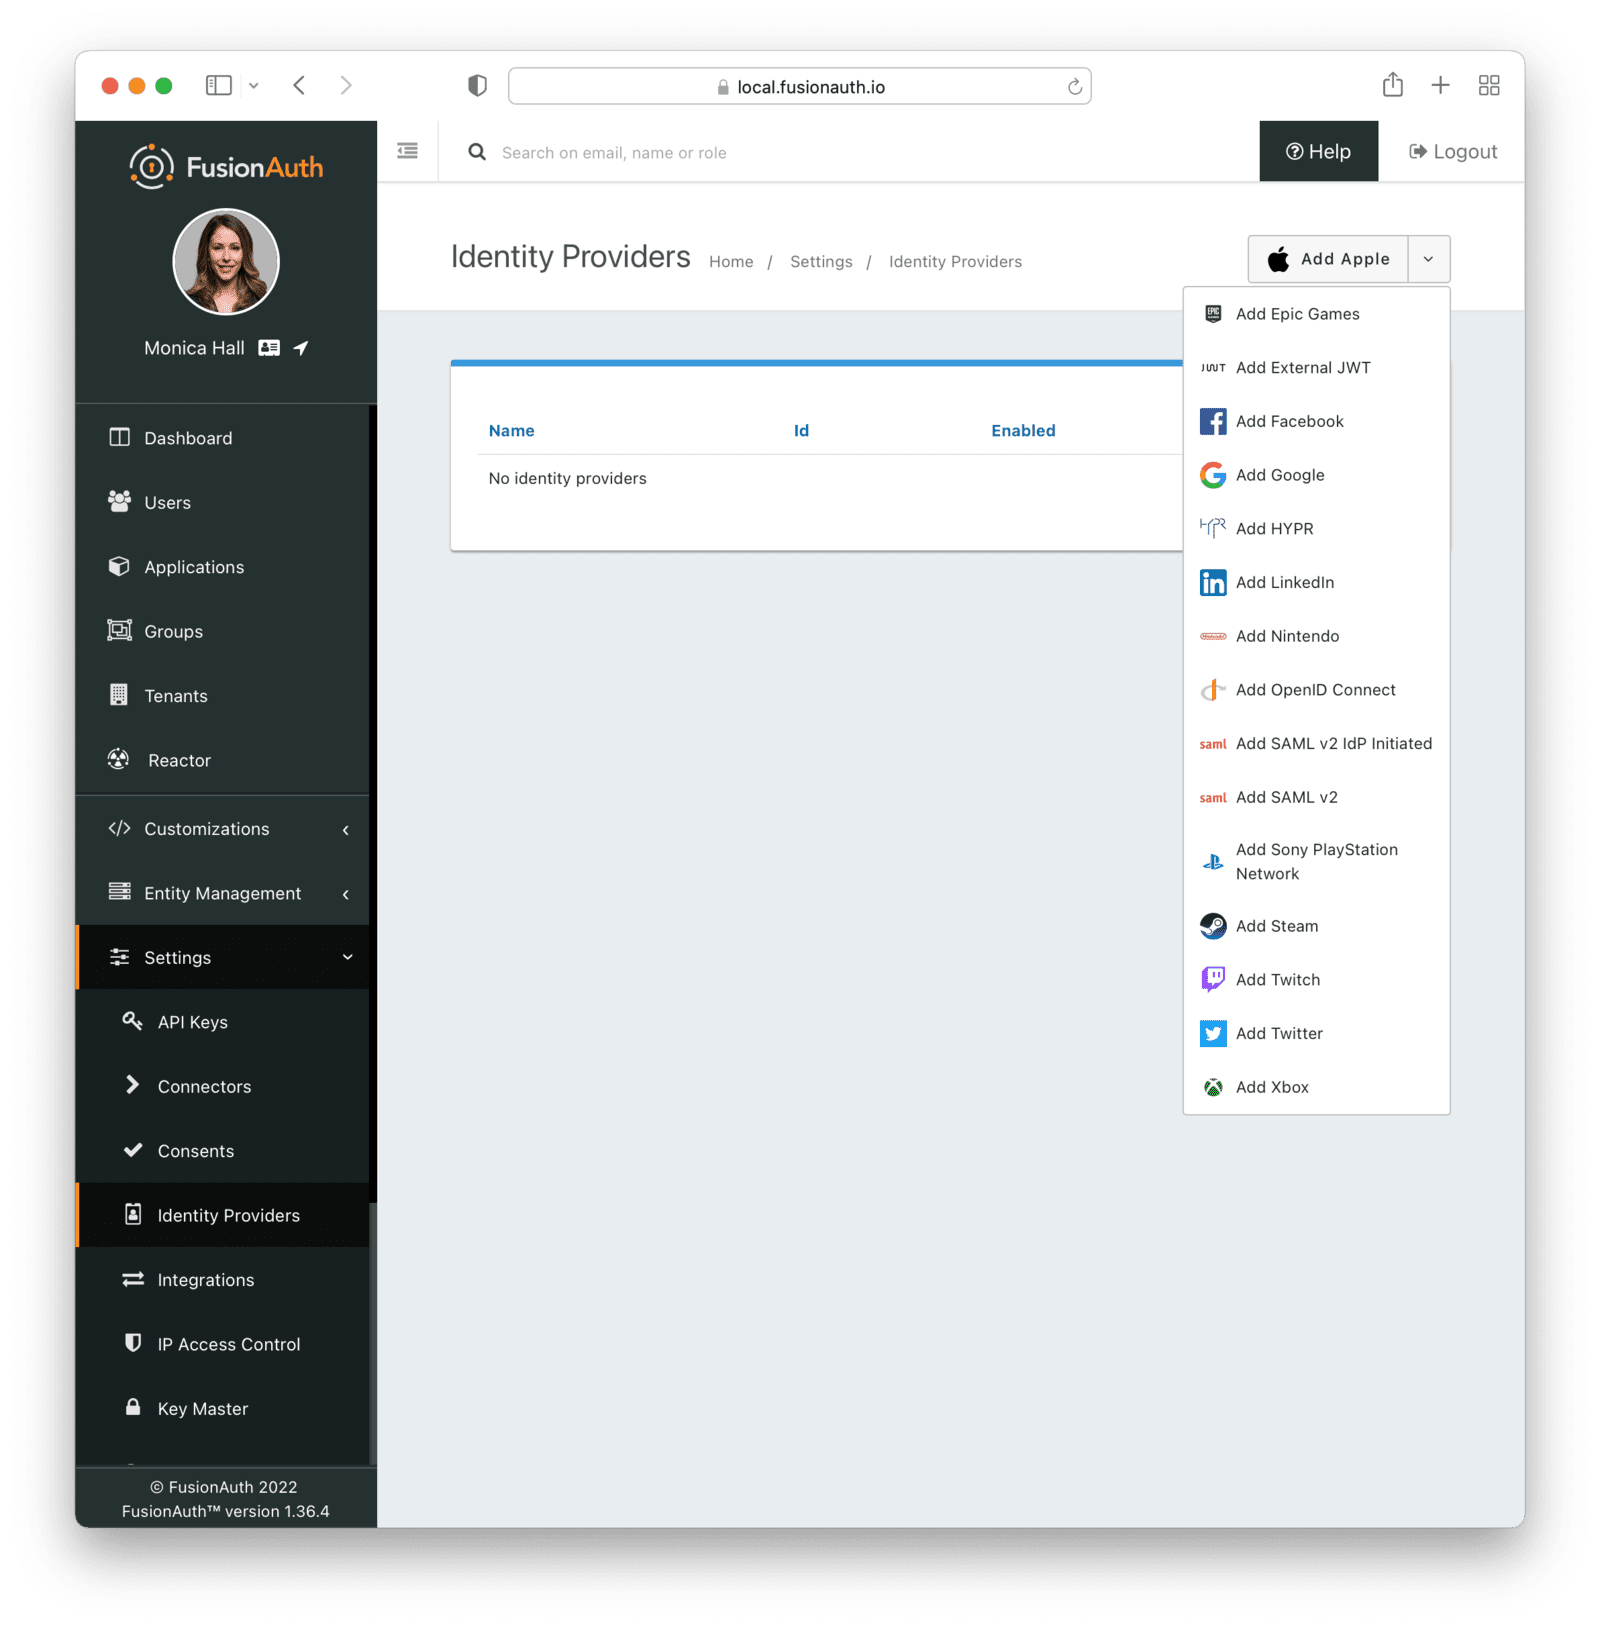 local.fusionauth.io
FusionAuth
Search on email, name or role
Help
Logout
Monica Hall
Identity Providers
Home / Settings / Identity Providers
Add Apple
Dashboard
Users
Applications
Groups
Tenants
Reactor
Customizations
Entity Management
Settings
API Keys
Connectors
Consents
Identity Providers
Integrations
IP Access Control
Key Master
© FusionAuth 2022
FusionAuth™ version 1.36.4
Name Id Enabled
No identity providers
EPIC Add Epic Games
JWT Add External JWT
Add Facebook
Add Google
HYPR Add HYPR
in Add LinkedIn
Nintendo Add Nintendo
Add OpenID Connect
saml Add SAML v2 IdP Initiated
saml Add SAML v2
Add Sony PlayStation
Network
Add Steam
Add Twitch
Add Twitter
Add Xbox